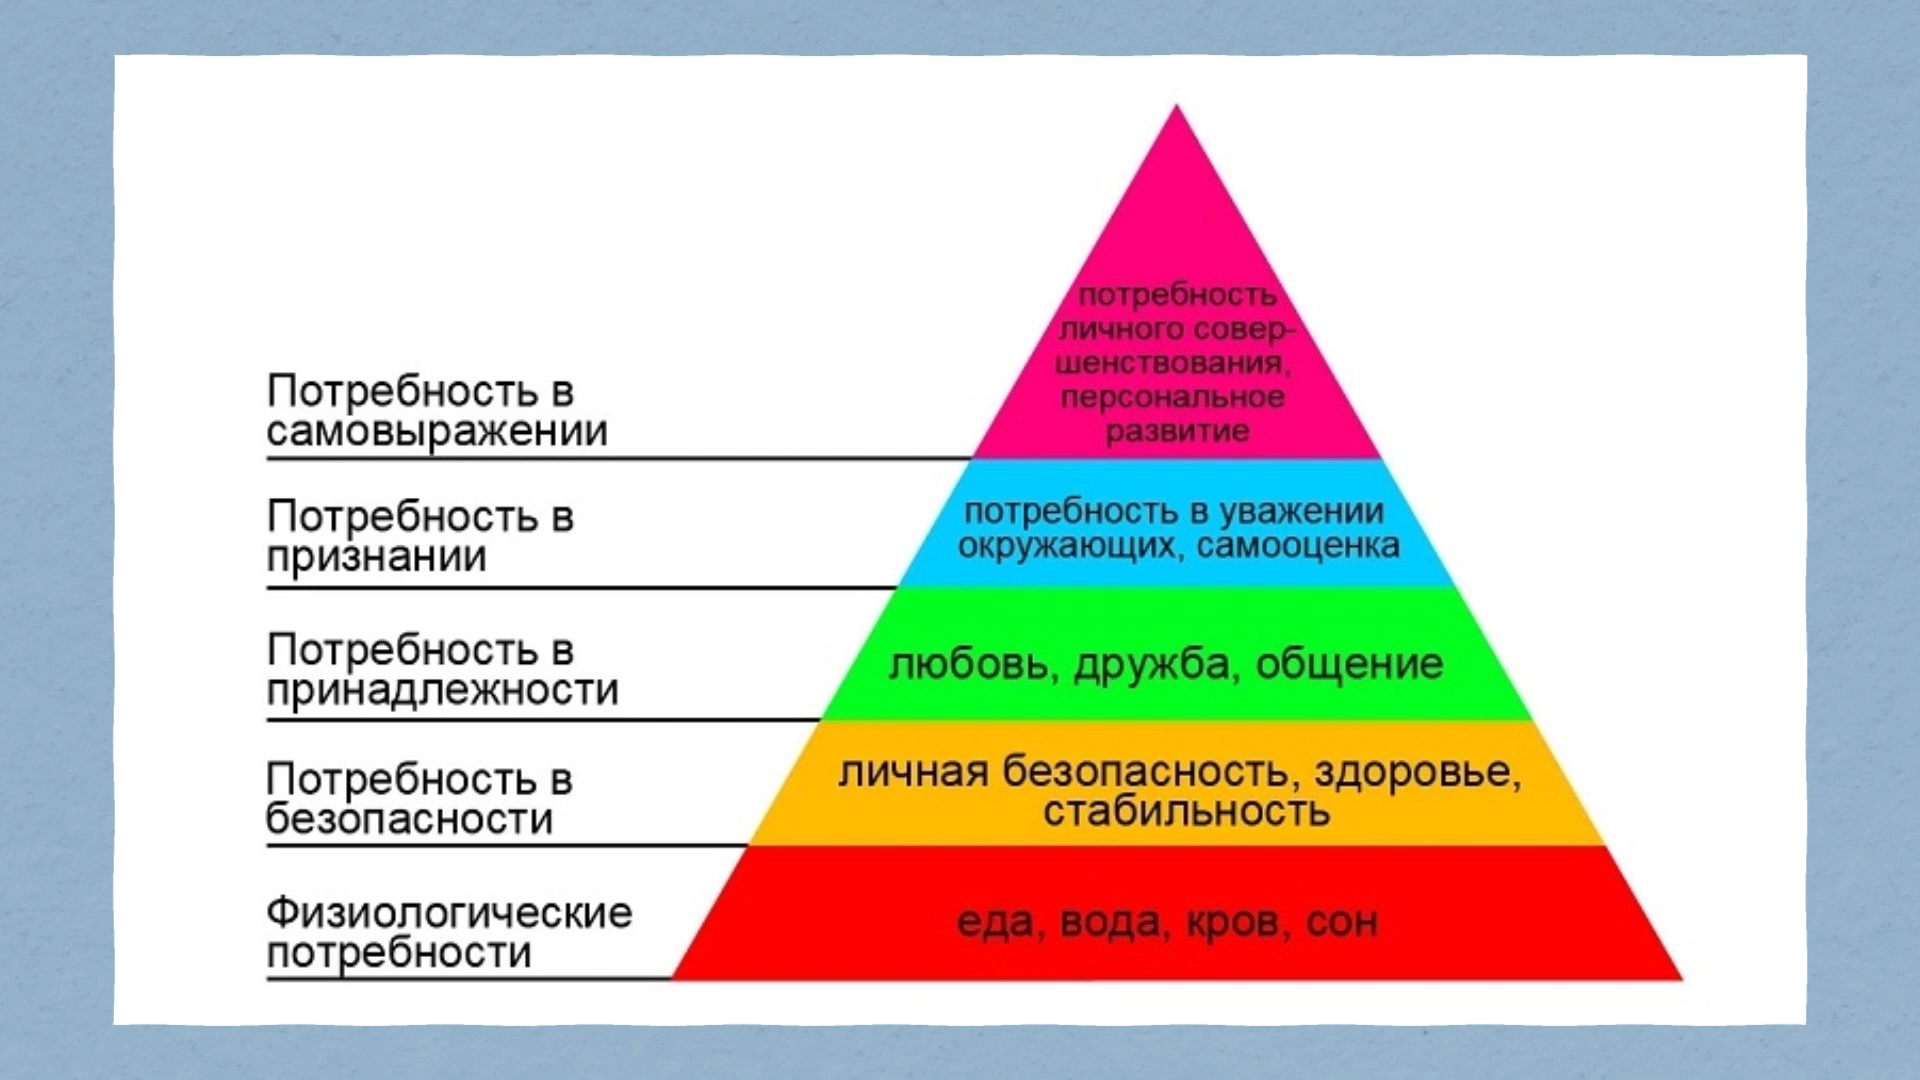 потребность
личного совер-
шенствования,
персональное
развитие
Потребность в
самовыражении
потребность в уважении
окружающих, самооценка
Потребность в
признании
любовь, дружба, общение
Потребность в
принадлежности
личная безопасность, здоровье,
стабильность
Потребность в
безопасности
еда, вода, кров, сон
Физиологические
потребности